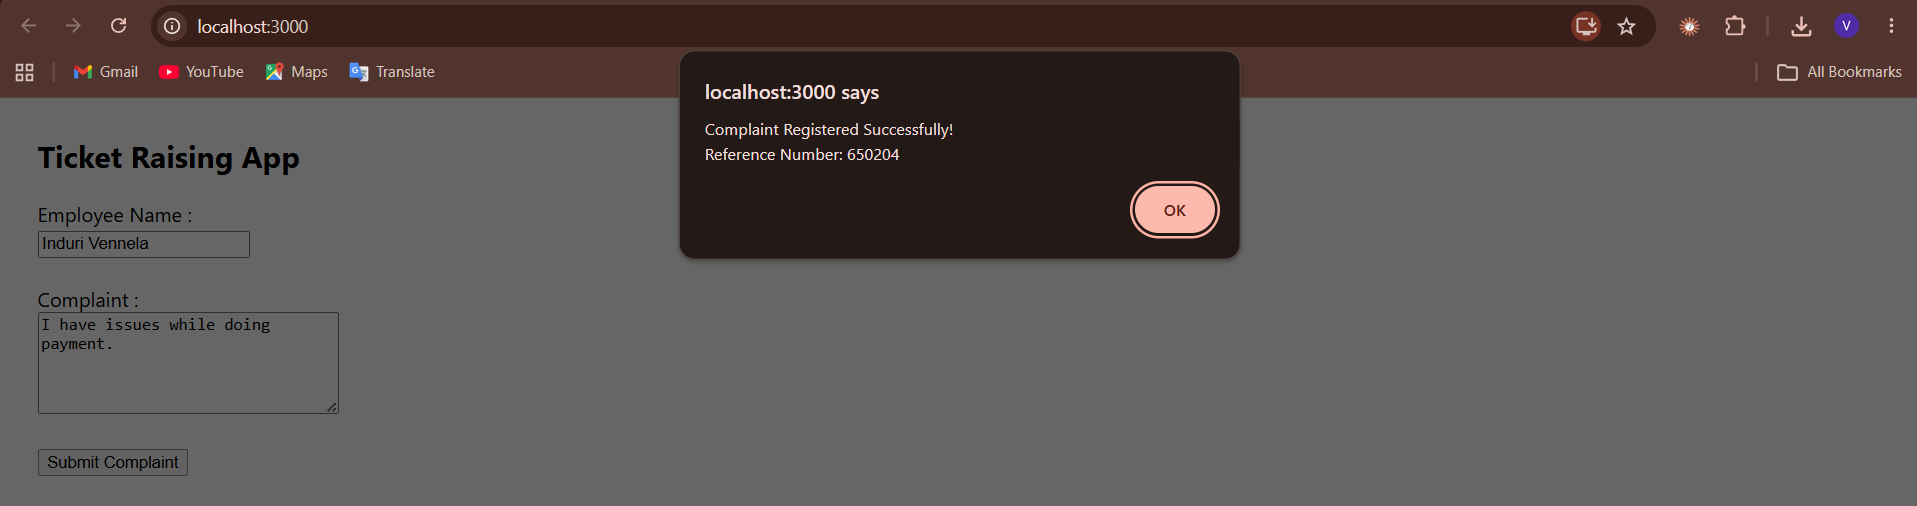 localhost:3000
V
Gmail
YouTube
Maps
Translate
All Bookmarks
localhost:3000 says
Complaint Registered Successfully!
Reference Number: 650204
OK
Ticket Raising App
Employee Name :
Induri Vennela
Complaint :
I have issues while doing
payment.
Submit Complaint